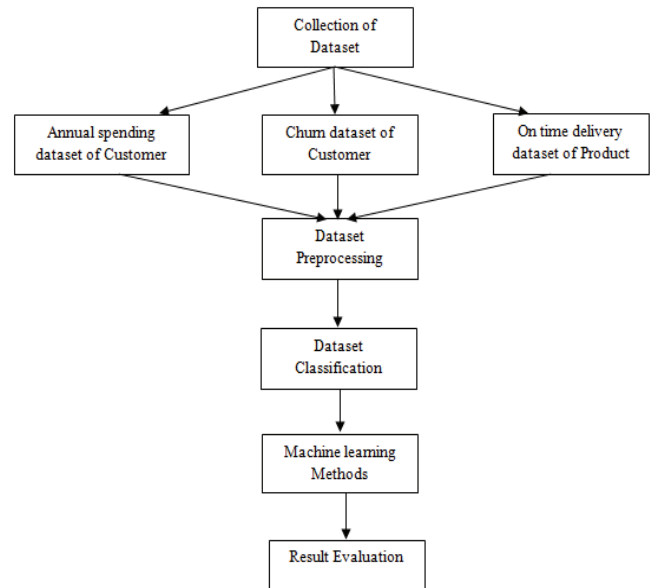 Collection of
Dataset
Annual spending
dataset of Customer
Churn dataset of
Customer
On time delivery
dataset of Product
Dataset
Preprocessing
Dataset
Classification
Machine learning
Methods
Result Evaluation